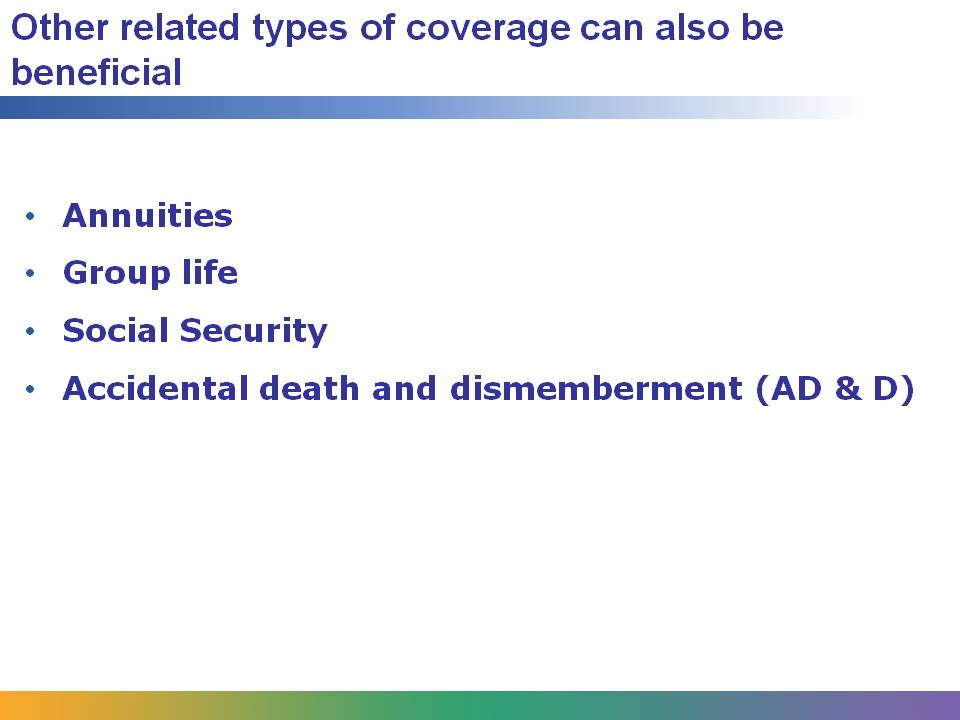 Other related types of coverage can also be
beneficial
• Annuities
• Group life
• Social Security
• Accidental death and dismemberment (AD & D)